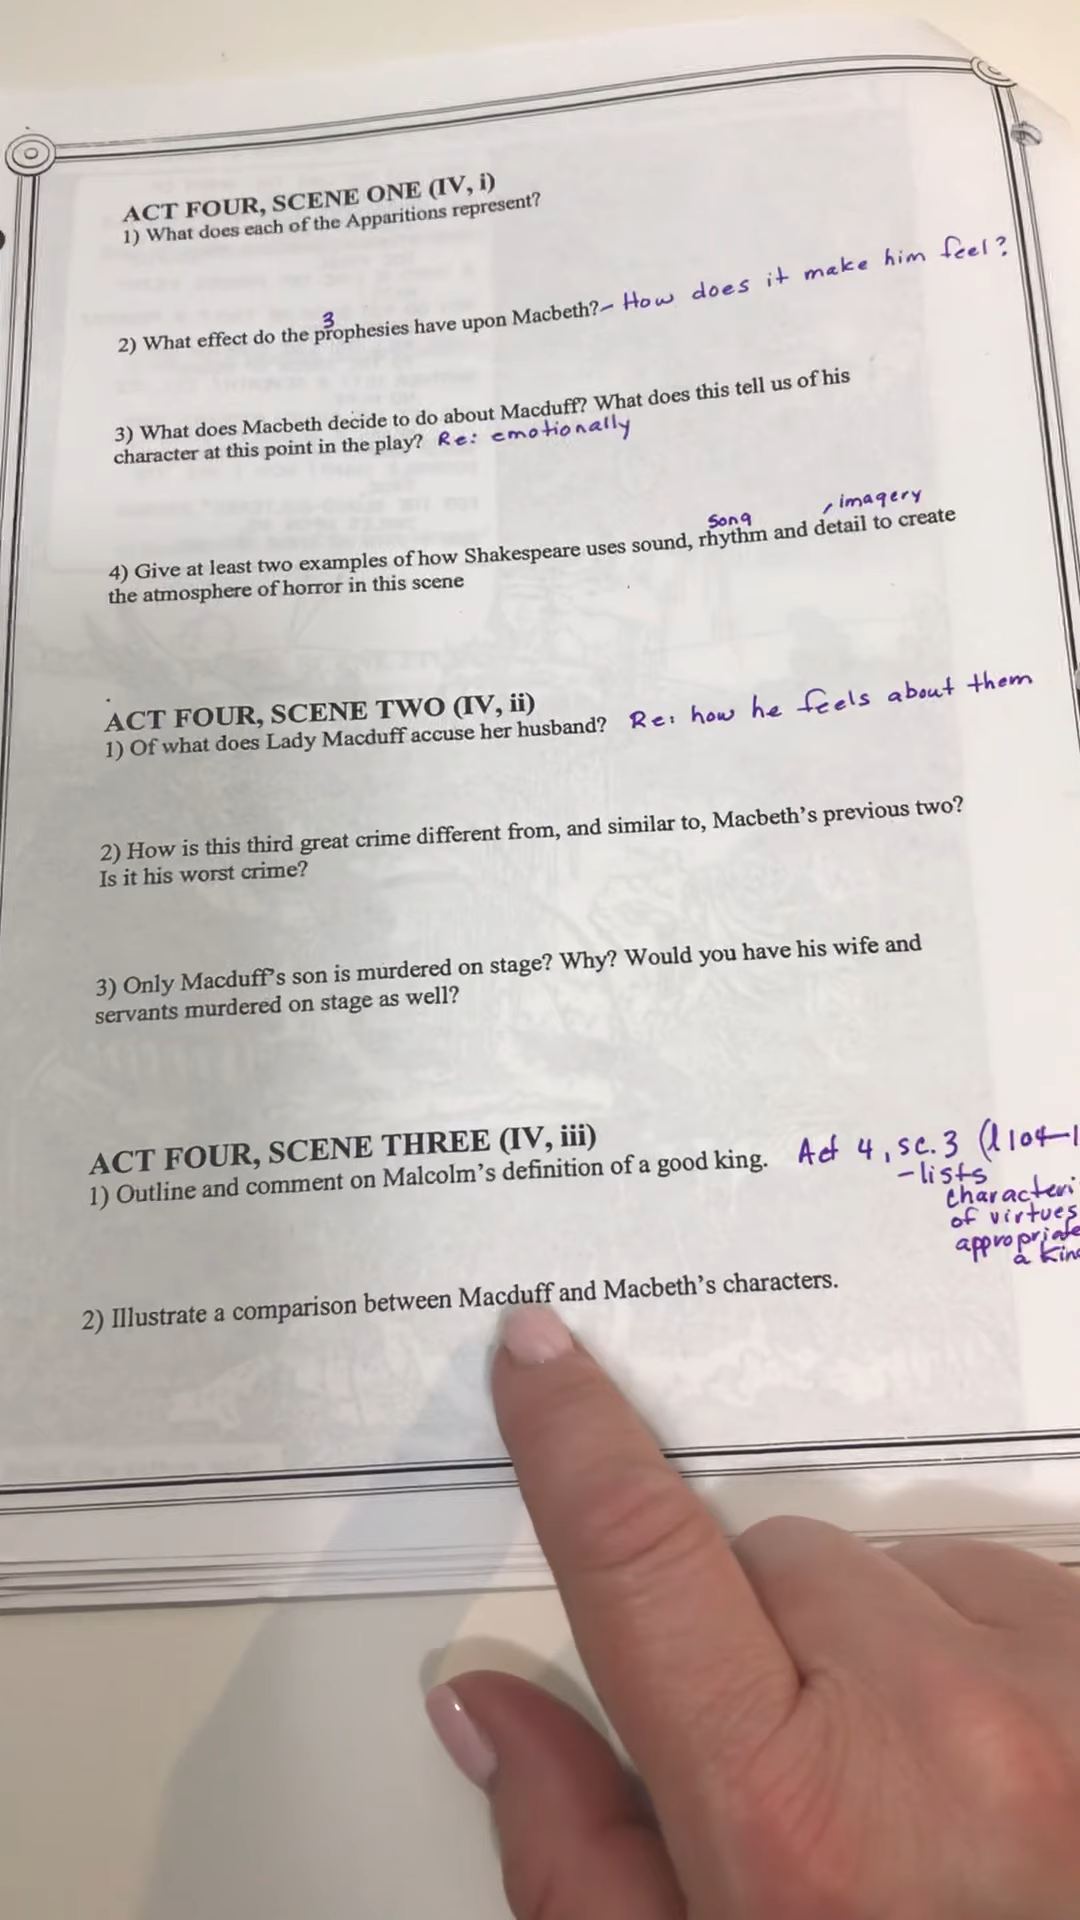 ACT FOUR, SCENE ONE (IV, i)
1) What does each of the Apparitions represent?
3
2) What effect do the prophesies have upon Macbeth? - How does it make him feel?
3) What does Macbeth decide to do about Macduff? What does this tell us of his
character at this point in the play? Re: emotionally
song , imagery
4) Give at least two examples of how Shakespeare uses sound, rhythm and detail to create
the atmosphere of horror in this scene
ACT FOUR, SCENE TWO (IV, ii)
1) Of what does Lady Macduff accuse her husband? Re: how he feels about them
2) How is this third great crime different from, and similar to, Macbeth's previous two?
Is it his worst crime?
3) Only Macduff's son is murdered on stage? Why? Would you have his wife and
servants murdered on stage as well?
ACT FOUR, SCENE THREE (IV, iii)
1) Outline and comment on Malcolm's definition of a good king. Act 4, sc. 3 (l 104-1
- lists
characteri
of virtues
appropriate
a kin
2) Illustrate a comparison between Macduff and Macbeth's characters.